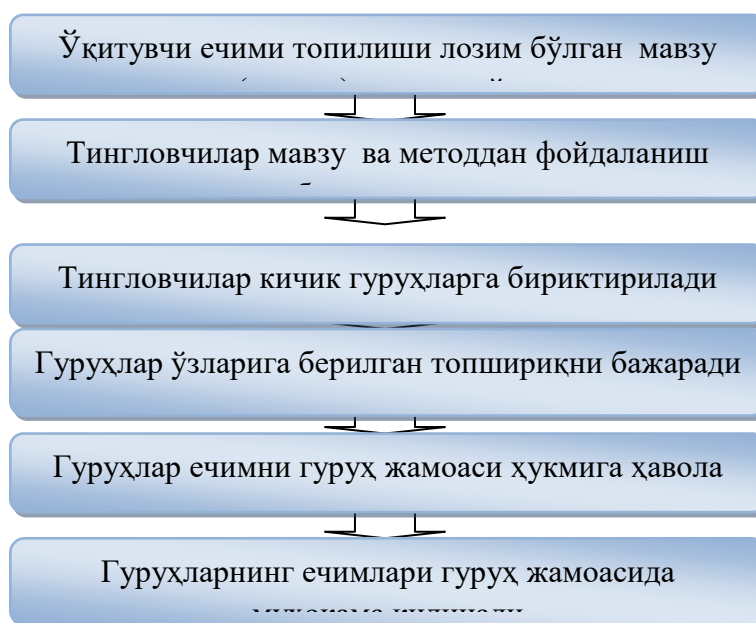 Ўқитувчи ечими топилиши лозим бўлган мавзу
Тингловчилар мавзу ва методдан фойдаланиш
Тингловчилар кичик гуруҳларга бириктирилади
Гуруҳлар ўзларига берилган топшириқни бажаради
Гуруҳлар ечимни гуруҳ жамоаси ҳукмига ҳавола
Гуруҳларнинг ечимлари гуруҳ жамоасида